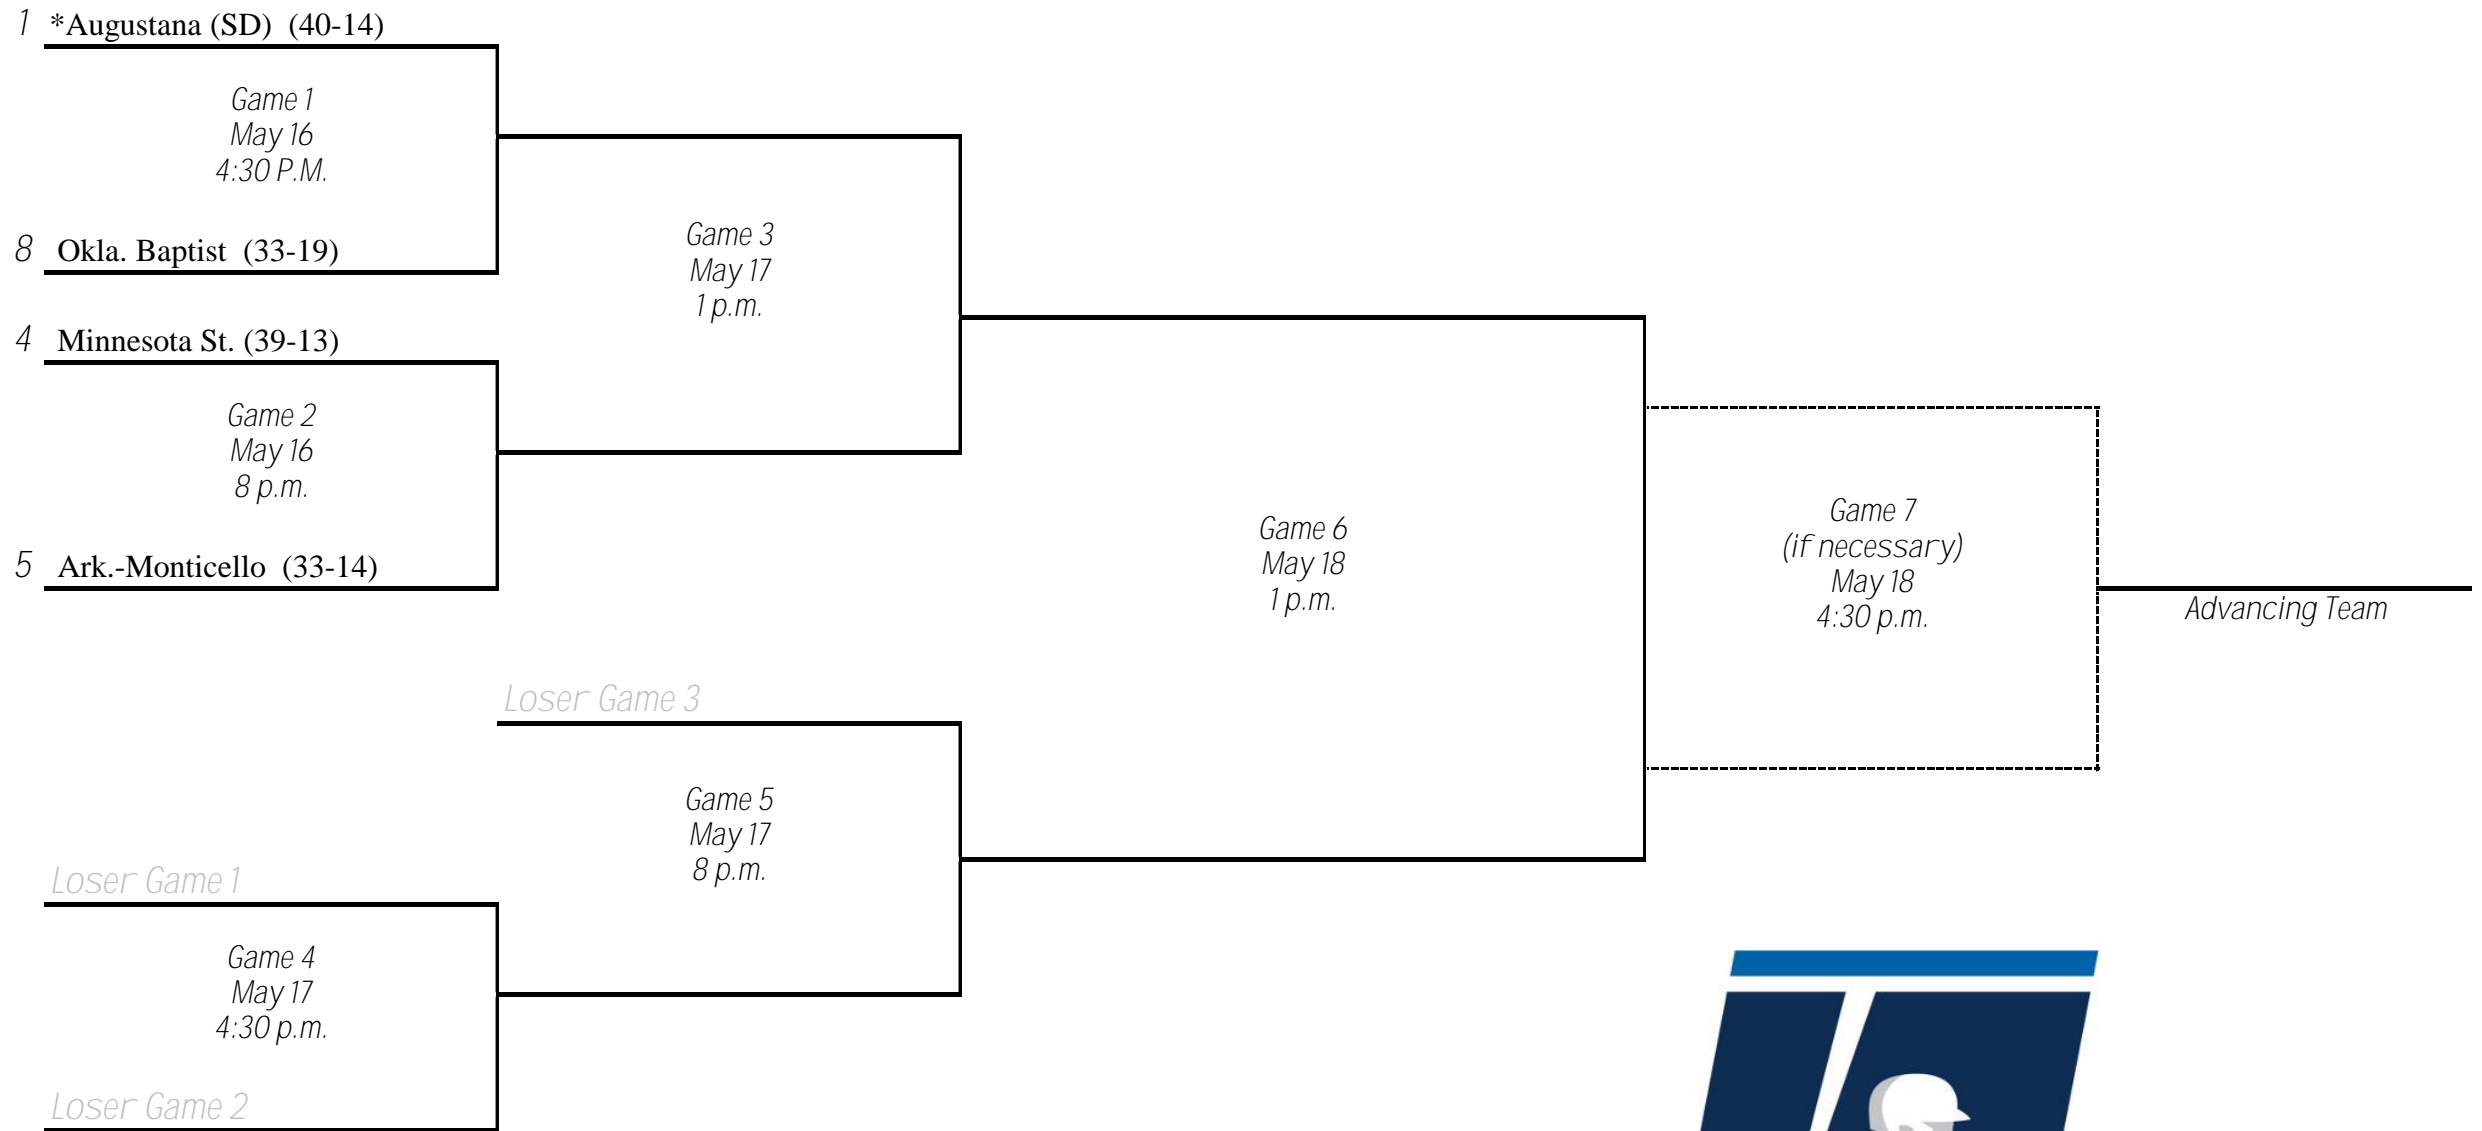 1 *Augustana (SD) (40-14)
Game 1
May 16
4:30 P.M.
8 Okla. Baptist (33-19)
4 Minnesota St. (39-13)
Game 2
May 16
8 p.m.
5 Ark.-Monticello (33-14)
Game 3
May 17
1 p.m.
Loser Game 3
Game 5
May 17
8 p.m.
Loser Game 1
Game 4
May 17
4:30 p.m.
Loser Game 2
Game 6
May 18
1 p.m.
Game 7
(if necessary)
May 18
4:30 p.m.
Advancing Team